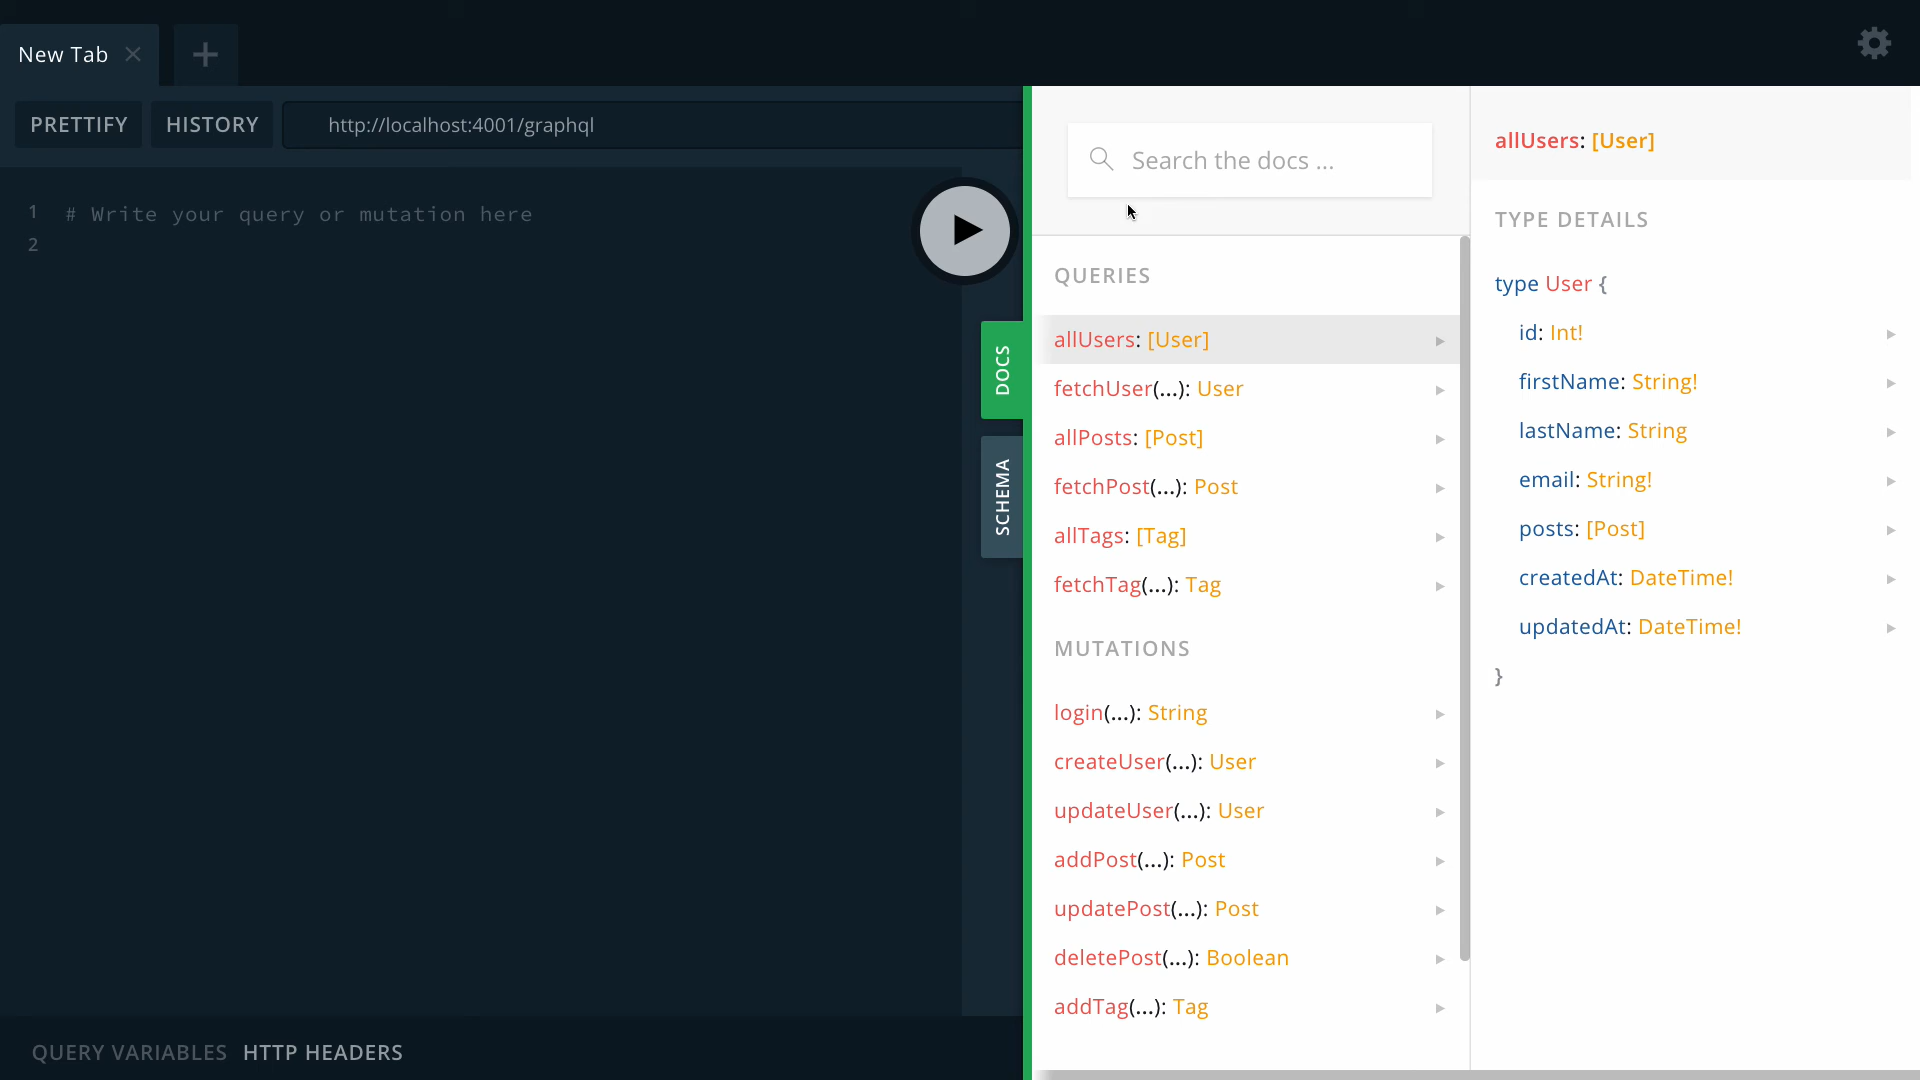 New Tab
PRETTIFY
HISTORY
http://localhost:4001/graphql
1 # Write your query or mutation here
2
DOCS
SCHEMA
QUERY VARIABLES
HTTP HEADERS
Search the docs ...
QUERIES
allUsers: [User]
fetchUser(...): User
allPosts: [Post]
fetchPost(...): Post
allTags: [Tag]
fetchTag(...): Tag
MUTATIONS
login(...): String
createUser(...): User
updateUser(...): User
addPost(...): Post
updatePost(...): Post
deletePost(...): Boolean
addTag(...): Tag
allUsers: [User]
TYPE DETAILS
type User {
id: Int!
firstName: String!
lastName: String
email: String!
posts: [Post]
createdAt: DateTime!
updatedAt: DateTime!
}